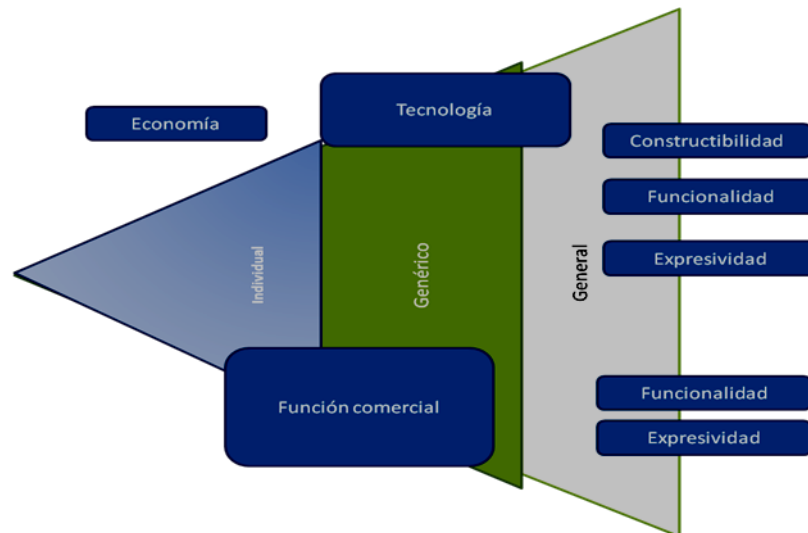 Economía
Tecnología
Constructibilidad
Funcionalidad
Expresividad
Individual
Genérico
General
Función comercial
Funcionalidad
Expresividad